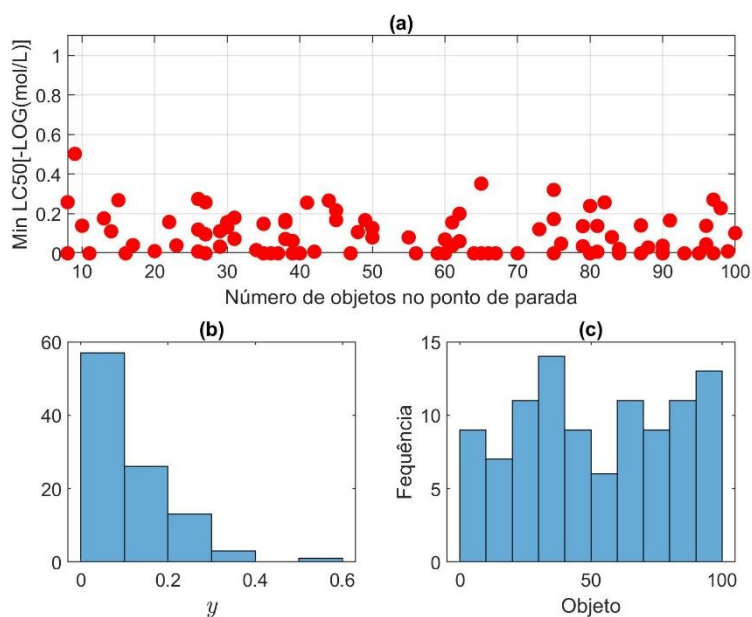 (a)
Min LC50[-LOG(mol/L)]
1
0.8
0.6
0.4
0.2
0
10 20 30 40 50 60 70 80 90 100
Número de objetos no ponto de parada
(b)
60
40
20
0
0 0.2 0.4 0.6
y
(c)
Fequência
15
10
5
0
0 50 100
Objeto